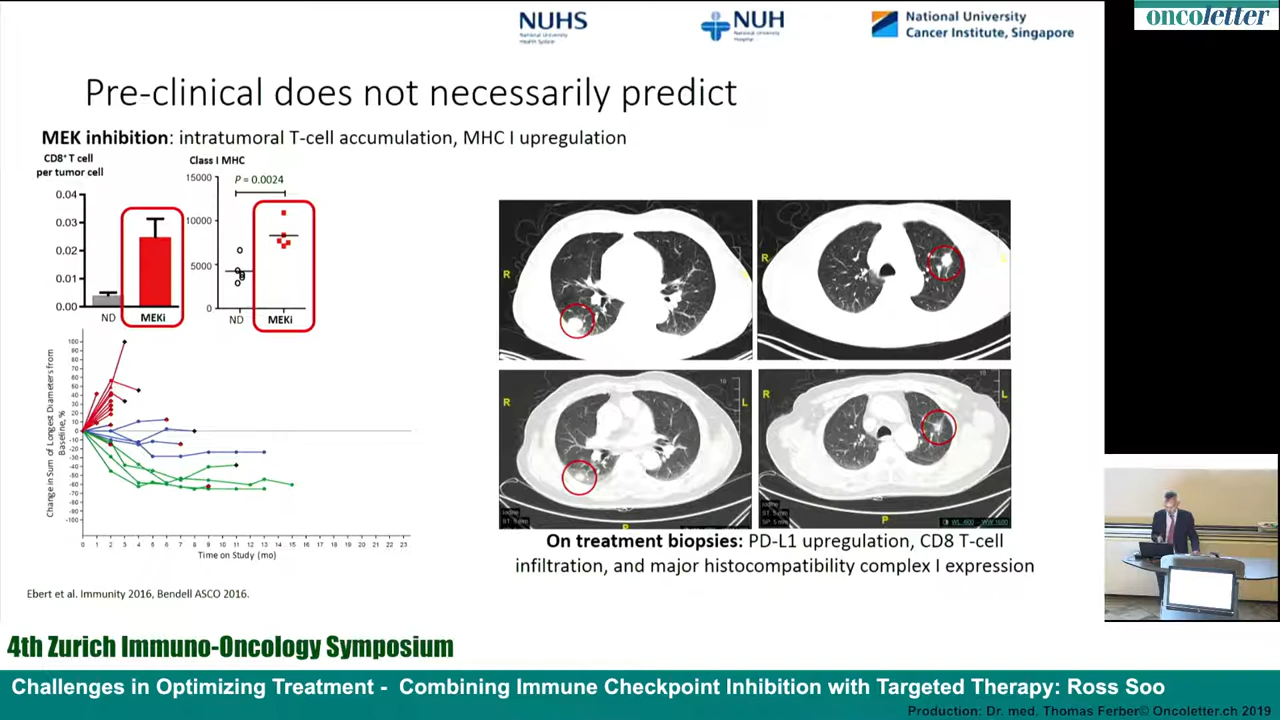 NUHS
National University
Health System
NUH
National University
Hospital
National University
Cancer Institute, Singapore
oncoletter
Pre-clinical does not necessarily predict
MEK inhibition: intratumoral T-cell accumulation, MHC I upregulation
CD8+ T cell
per tumor cell
0.04
0.03
0.02
0.01
0.00
ND
MEKi
Class I MHC
P = 0.0024
15000
10000
5000
0
ND
MEKi
Change in Sum of Longest Diameters from
Baseline, %
100
90
80
70
60
50
40
30
20
10
0
-10
-20
-30
-40
-50
-60
-70
-80
-90
-100
0 1 2 3 4 5 6 7 8 9 10 11 12 13 14 15 16 17 18 19 20 21 22 23
Time on Study (mo)
R
R
R
L
R
L
P
P
On treatment biopsies: PD-L1 upregulation, CD8 T-cell
infiltration, and major histocompatibility complex I expression
Ebert et al. Immunity 2016, Bendell ASCO 2016.
4th Zurich Immuno-Oncology Symposium
Challenges in Optimizing Treatment - Combining Immune Checkpoint Inhibition with Targeted Therapy: Ross Soo
Production: Dr. med. Thomas Ferber© Oncoletter.ch 2019